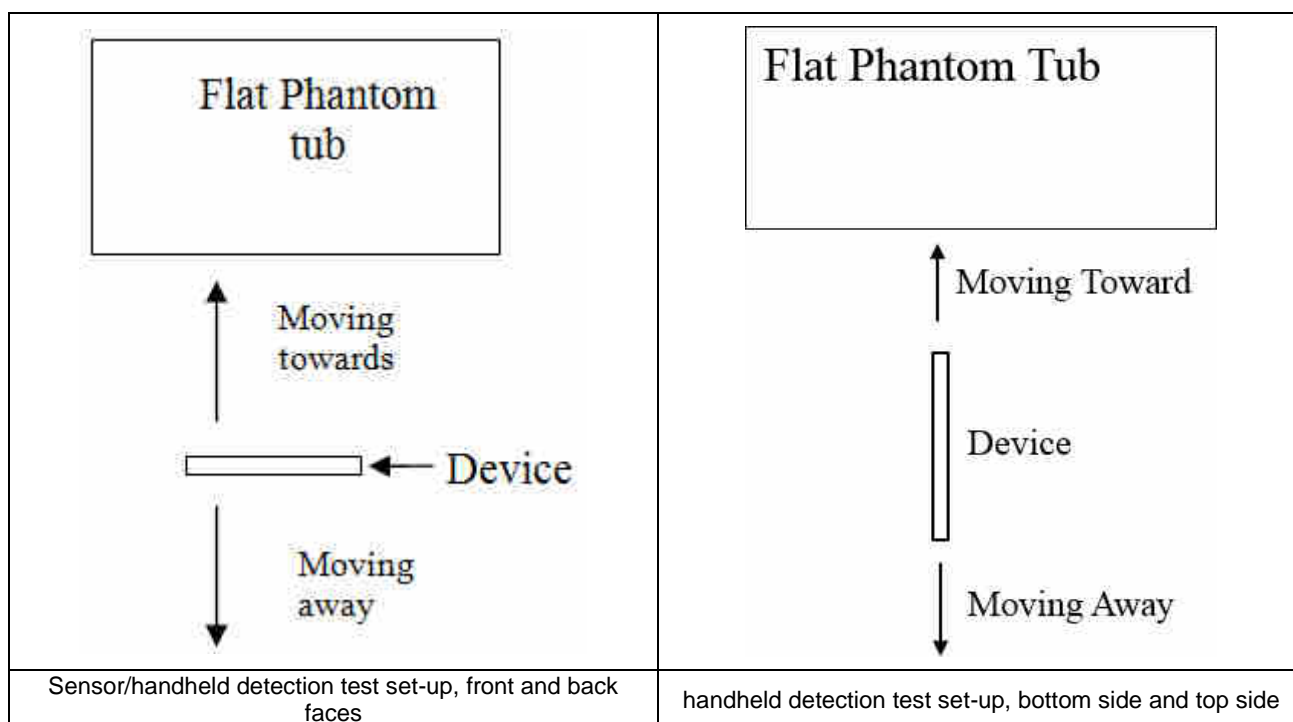 Flat Phantom
tub
Moving
towards
Device
Moving
away
Sensor/handheld detection test set-up, front and back
faces
Flat Phantom Tub
Moving Toward
Device
Moving Away
handheld detection test set-up, bottom side and top side